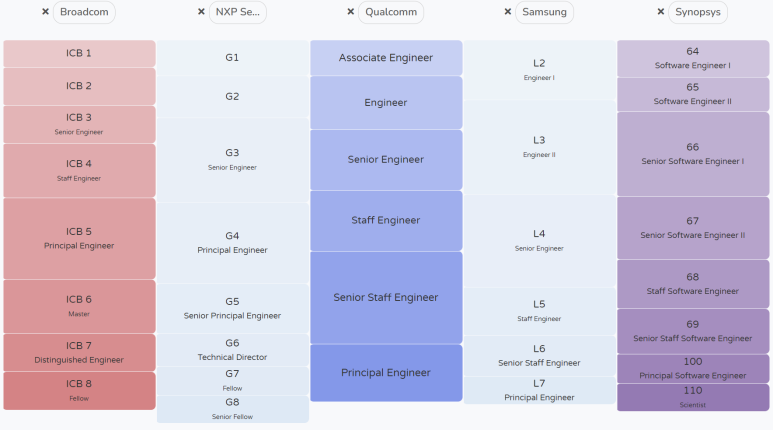 × Broadcom
× NXP Se...
× Qualcomm
× Samsung
× Synopsys
ICB 1
ICB 2
ICB 3
Senior Engineer
ICB 4
Staff Engineer
ICB 5
Principal Engineer
ICB 6
Master
ICB 7
Distinguished Engineer
ICB 8
Fellow
G1
G2
G3
Senior Engineer
G4
Principal Engineer
G5
Senior Principal Engineer
G6
Technical Director
G7
Fellow
G8
Senior Fellow
Associate Engineer
Engineer
Senior Engineer
Staff Engineer
Senior Staff Engineer
Principal Engineer
L2
Engineer I
L3
Engineer II
L4
Senior Engineer
L5
Staff Engineer
L6
Senior Staff Engineer
L7
Principal Engineer
64
Software Engineer I
65
Software Engineer II
66
Senior Software Engineer I
67
Senior Software Engineer II
68
Staff Software Engineer
69
Senior Staff Software Engineer
100
Principal Software Engineer
110
Scientist